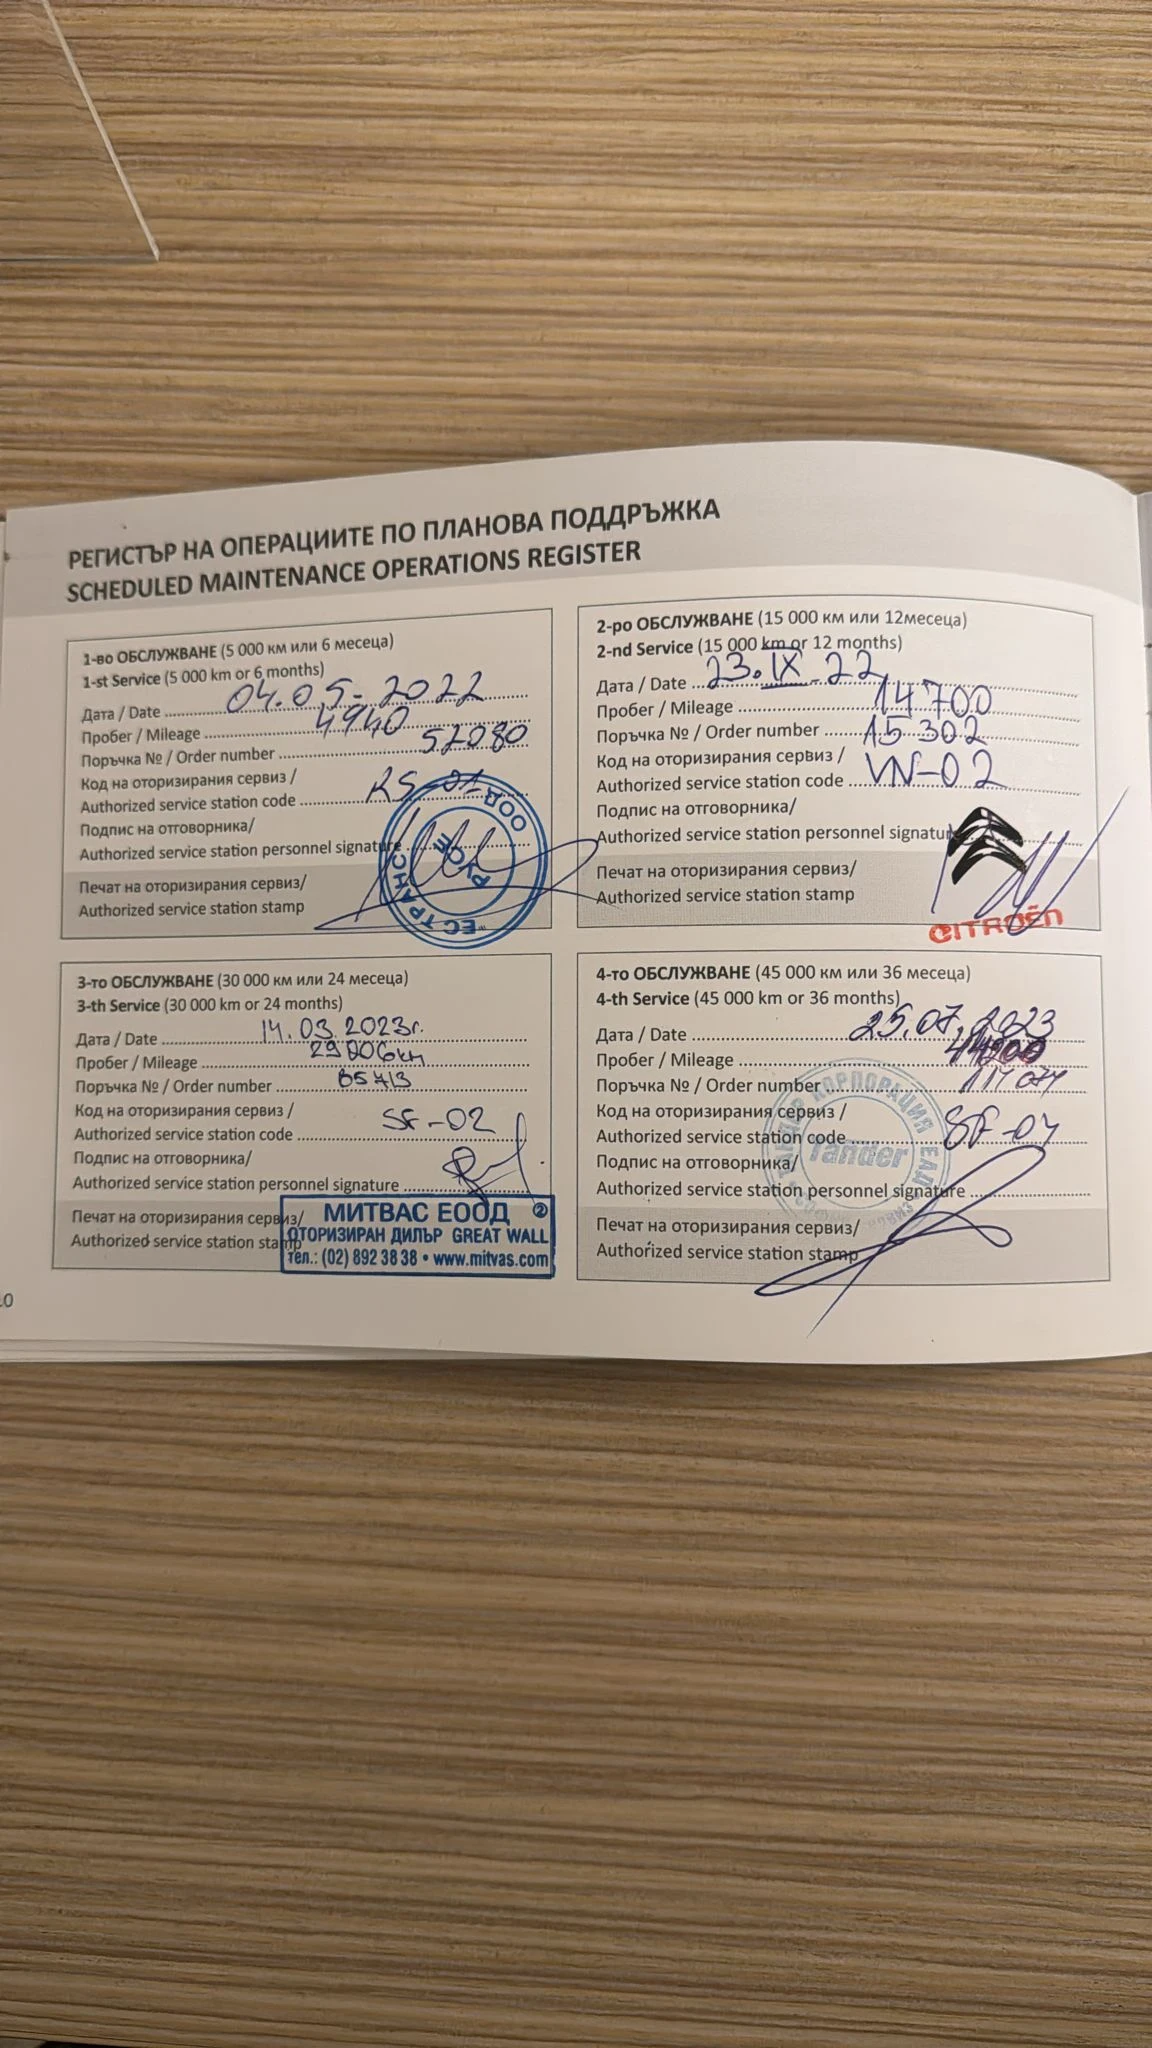 РЕГИСТЪР НА ОПЕРАЦИИТЕ ПО ПЛАНОВА ПОДДРЪЖКА
SCHEDULED MAINTENANCE OPERATIONS REGISTER
1-во ОБСЛУЖВАНЕ (5 000 км или 6 месеца)
1-st Service (5 000 km or 6 months)
Дата / Date 04.05.2022
Пробег / Mileage 4940
Поръчка № / Order number 52080
Код на оторизирания сервиз /
Authorized service station code RS-01
Подпис на отговорника/
Authorized service station personnel signature
Печат на оторизирания сервиз/
Authorized service station stamp
ЕС ТРАНС ООД
РУСЕ
2-ро ОБСЛУЖВАНЕ (15 000 км или 12месеца)
2-nd Service (15 000 km or 12 months)
Дата / Date 23.IX.22
Пробег / Mileage 14700
Поръчка № / Order number 15302
Код на оторизирания сервиз /
Authorized service station code VN-02
Подпис на отговорника/
Authorized service station personnel signature
Печат на оторизирания сервиз/
Authorized service station stamp
CITROËN
3-то ОБСЛУЖВАНЕ (30 000 км или 24 месеца)
3-th Service (30 000 km or 24 months)
Дата / Date 14.03.2023г.
Пробег / Mileage
Поръчка № / Order number
Код на оторизирания сервиз /
Authorized service station code SF-02
Подпис на отговорника/
Authorized service station personnel signature
Печат на оторизирания сервиз/
Authorized service station stamp
МИТВАС ЕООД 2
ОТОРИЗИРАН ДИЛЪР GREAT WALL
тел.: (02) 892 38 38 • www.mitvas.com
4-то ОБСЛУЖВАНЕ (45 000 км или 36 месеца)
4-th Service (45 000 km or 36 months)
Дата / Date 25.07.2023
Пробег / Mileage
Поръчка № / Order number
Код на оторизирания сервиз /
Authorized service station code
Подпис на отговорника/
Authorized service station personnel signature
Печат на оторизирания сервиз/
Authorized service station stamp
ТАНДЕР КОРПОРАЦИЯ ЕАД
Tander